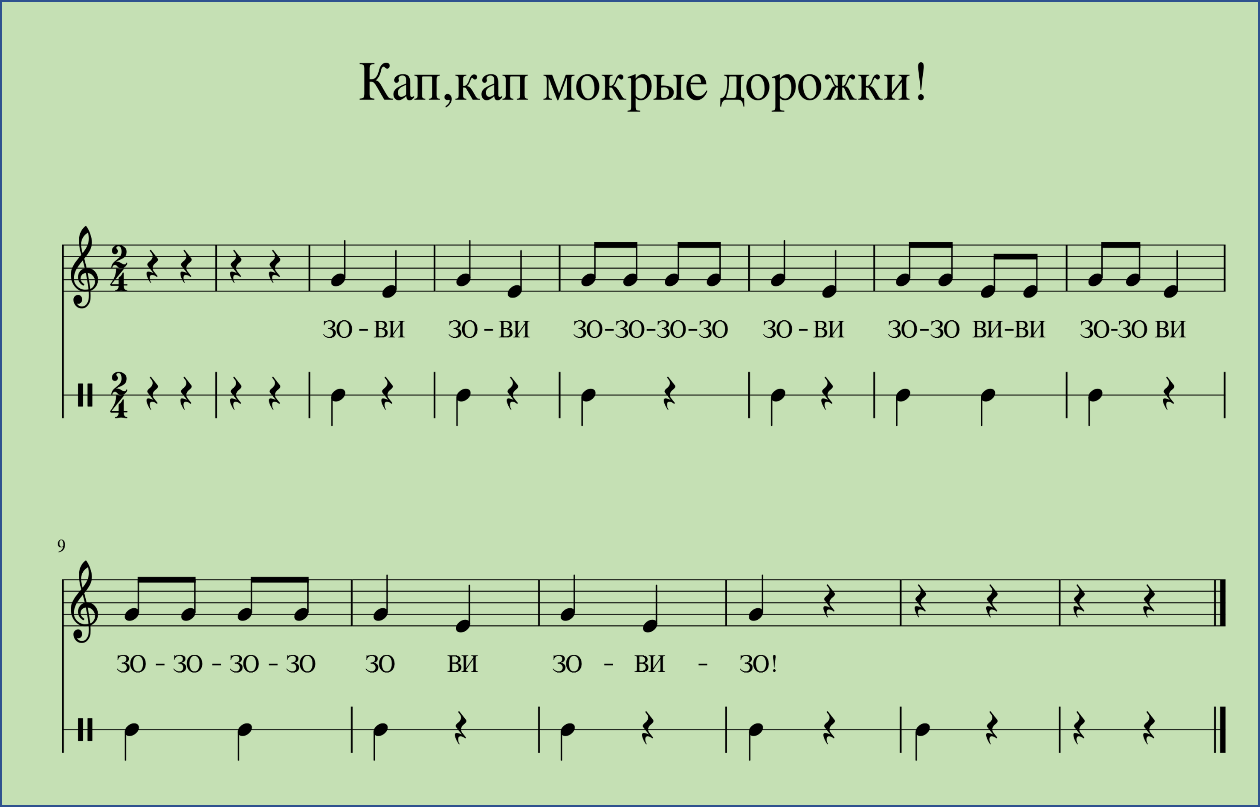 Кап,кап мокрые дорожки!
2
4
ЗО – ВИ ЗО – ВИ ЗО–ЗО–ЗО–ЗО ЗО – ВИ ЗО–ЗО ВИ–ВИ ЗО-ЗО ВИ
2
4
9
ЗО – ЗО – ЗО – ЗО ЗО ВИ ЗО – ВИ – ЗО!